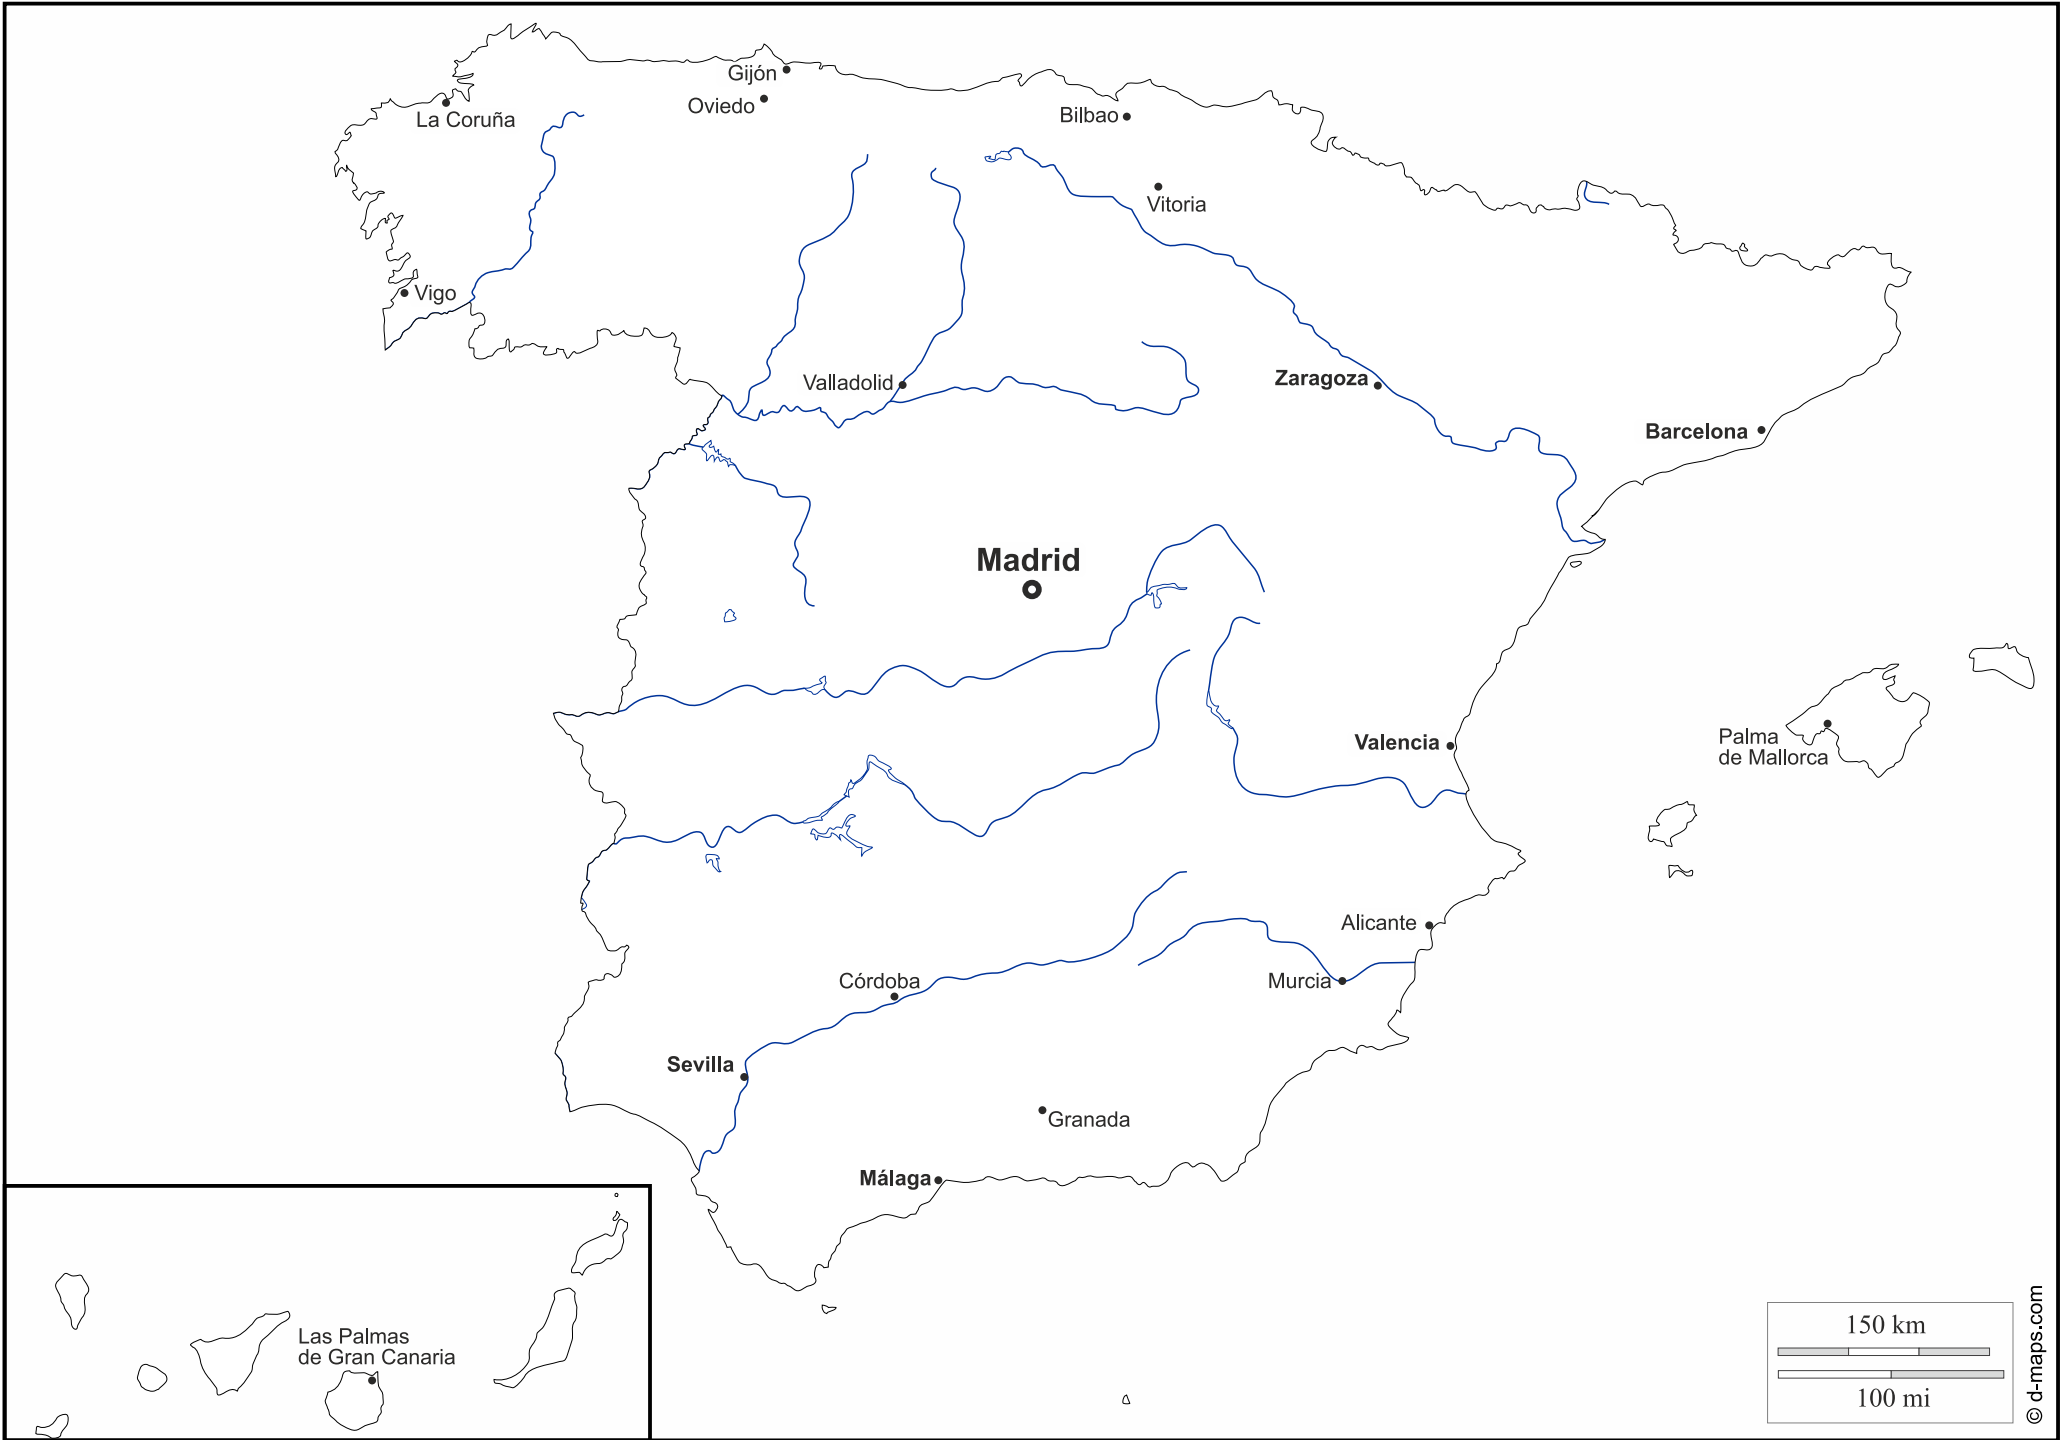 Gijón
Oviedo
La Coruña
Bilbao
Vitoria
Vigo
Valladolid
Zaragoza
Barcelona
Madrid
Valencia
Palma
de Mallorca
Alicante
Córdoba
Murcia
Sevilla
Granada
Málaga
Las Palmas
de Gran Canaria
150 km
100 mi
© d-maps.com